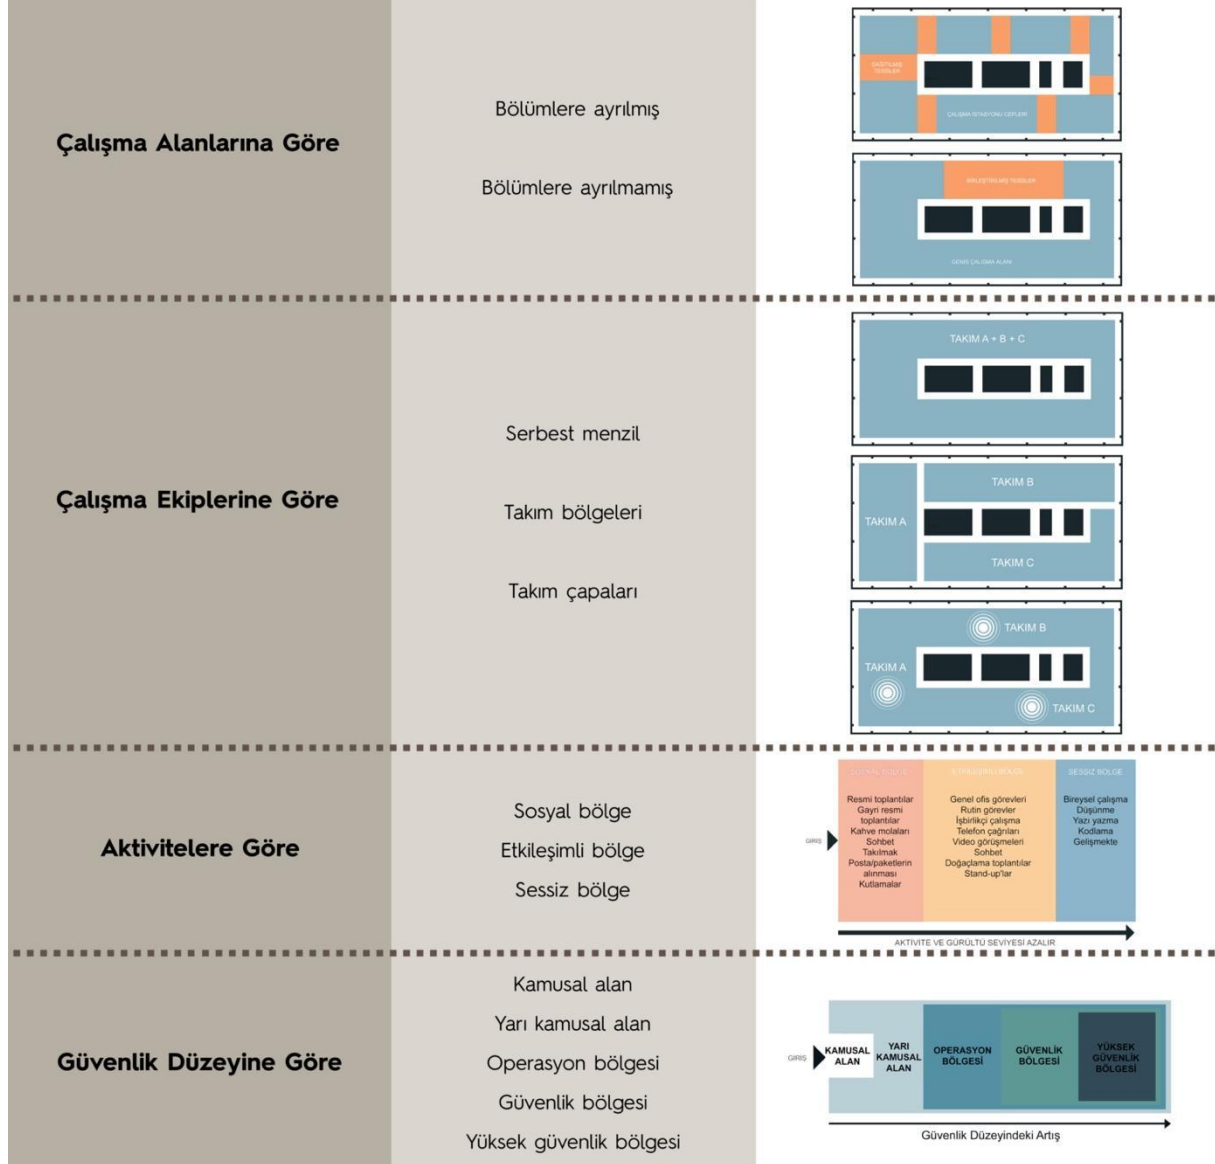 Çalışma Alanlarına Göre
Bölümlere ayrılmış
Bölümlere ayrılmamış
DAĞITILMIŞ
TESİSLER
ÇALIŞMA İSTASYONU CEPLERİ
BİRLEŞTİRİLMİŞ TESİSLER
GENİŞ ÇALIŞMA ALANI
Çalışma Ekiplerine Göre
Serbest menzil
Takım bölgeleri
Takım çapaları
TAKIM A + B + C
TAKIM B
TAKIM A
TAKIM C
TAKIM B
TAKIM A
TAKIM C
Aktivitelere Göre
Sosyal bölge
Etkileşimli bölge
Sessiz bölge
GİRİŞ
SOSYAL BÖLGE
Resmi toplantılar
Gayri resmi
toplantılar
Kahve molaları
Sohbet
Takılmak
Posta/paketlerin
alınması
Kutlamalar
ETKİLEŞİMLİ BÖLGE
Genel ofis görevleri
Rutin görevler
İşbirlikçi çalışma
Telefon çağrıları
Video görüşmeleri
Sohbet
Doğaçlama toplantılar
Stand-up'lar
SESSİZ BÖLGE
Bireysel çalışma
Düşünme
Yazı yazma
Kodlama
Gelişmekte
AKTİVİTE VE GÜRÜLTÜ SEVİYESİ AZALIR
Güvenlik Düzeyine Göre
Kamusal alan
Yarı kamusal alan
Operasyon bölgesi
Güvenlik bölgesi
Yüksek güvenlik bölgesi
GİRİŞ
KAMUSAL
ALAN
YARI
KAMUSAL
ALAN
OPERASYON
BÖLGESİ
GÜVENLİK
BÖLGESİ
YÜKSEK
GÜVENLİK
BÖLGESİ
Güvenlik Düzeyindeki Artış